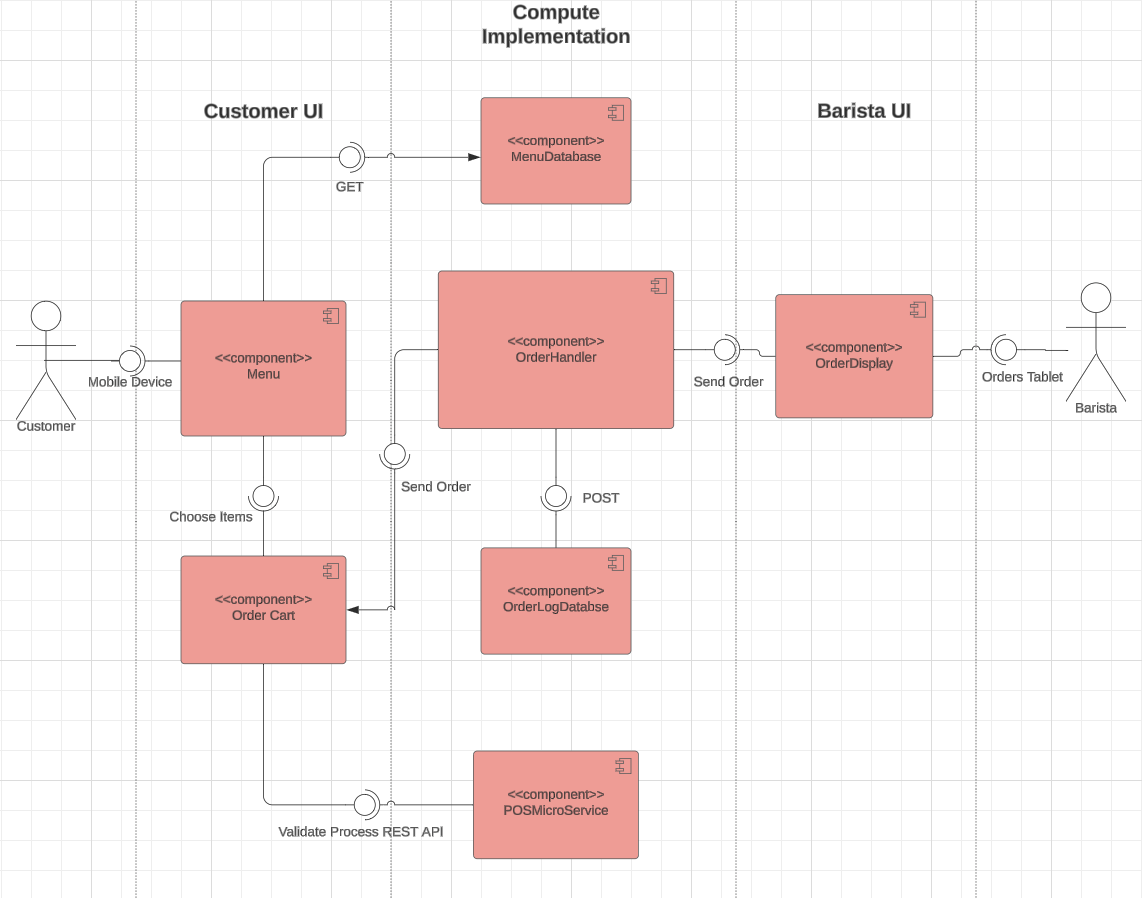 Compute
Implementation
Customer UI
Barista UI
<<component>>
MenuDatabase
GET
<<component>>
Menu
<<component>>
OrderHandler
<<component>>
OrderDisplay
Mobile Device
Customer
Send Order
Orders Tablet
Barista
Choose Items
Send Order
POST
<<component>>
Order Cart
<<component>>
OrderLogDatabse
<<component>>
POSMicroService
Validate Process REST API